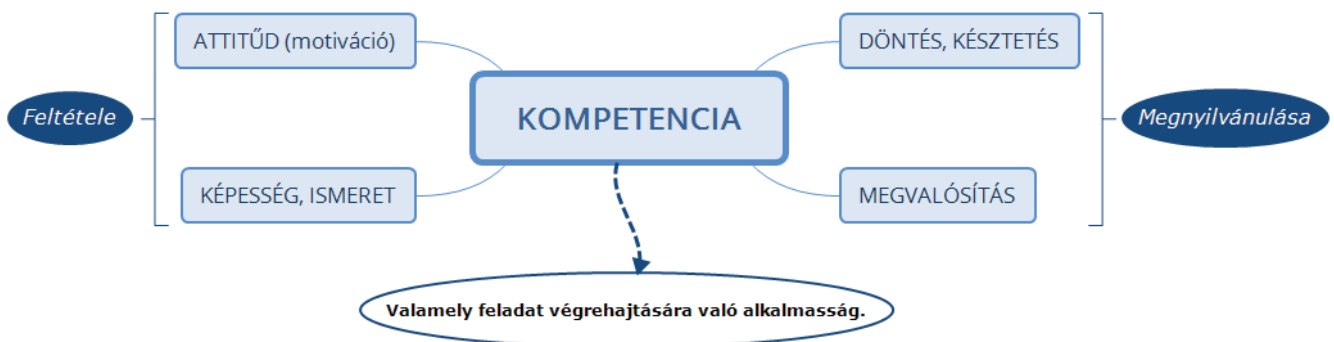 ATTITŰD (motiváció)
DÖNTÉS, KÉSZTETÉS
Feltétele
KOMPETENCIA
Megnyilvánulása
KÉPESSÉG, ISMERET
MEGVALÓSÍTÁS
Valamely feladat végrehajtására való alkalmasság.